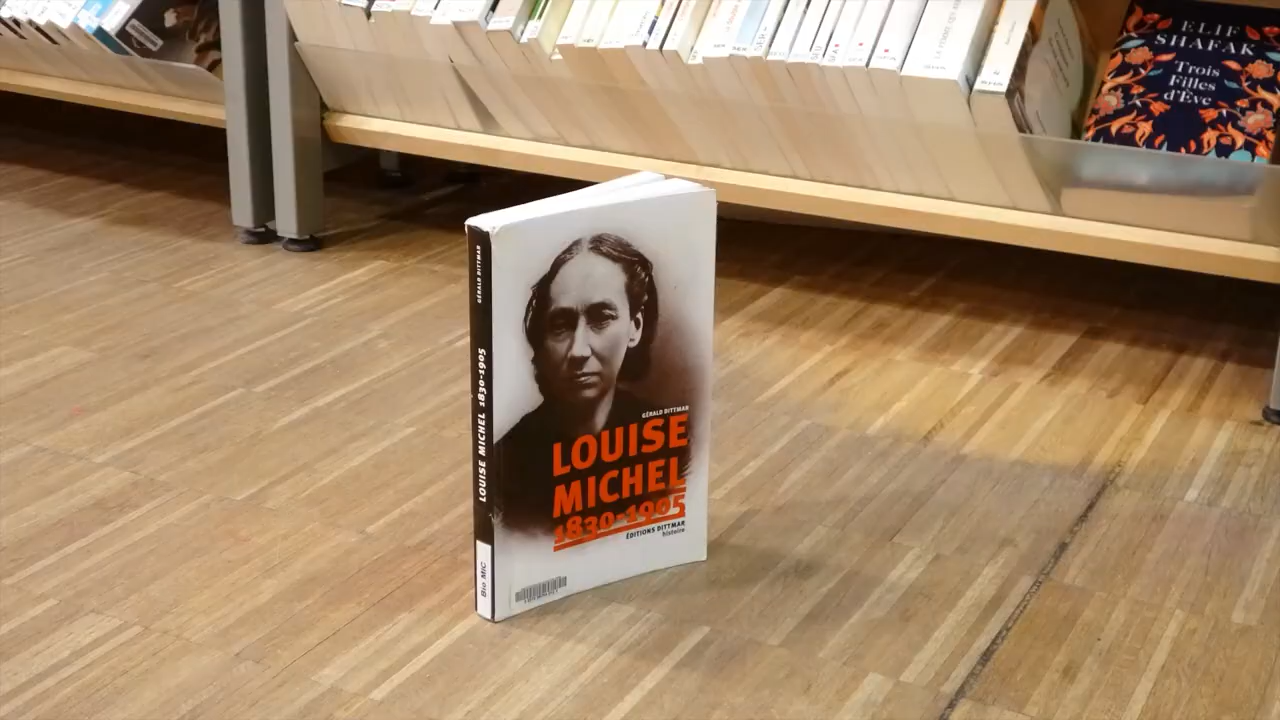 ELIF
SHAFAK
Trois
Filles
d'Ève
GÉRALD DITTMAR
LOUISE MICHEL 1830-1905
Bio MIC
GÉRALD DITTMAR
LOUISE
MICHEL
1830-1905
ÉDITIONS DITTMAR
histoire